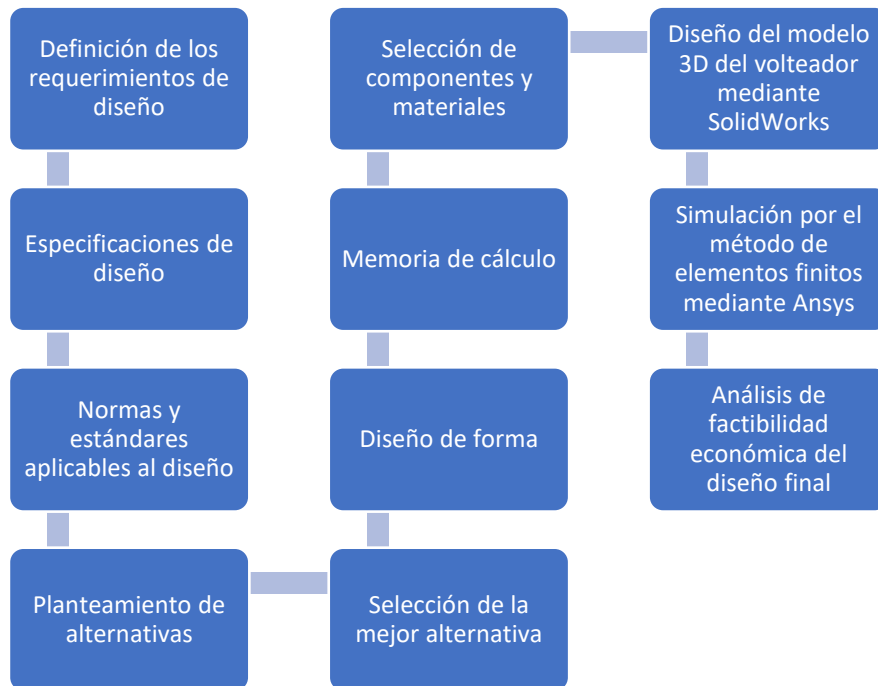 Definición de los
requerimientos de
diseño
Especificaciones de
diseño
Normas y
estándares
aplicables al diseño
Planteamiento de
alternativas
Selección de la
mejor alternativa
Diseño de forma
Memoria de cálculo
Selección de
componentes y
materiales
Diseño del modelo
3D del volteador
mediante
SolidWorks
Simulación por el
método de
elementos finitos
mediante Ansys
Análisis de
factibilidad
económica del
diseño final